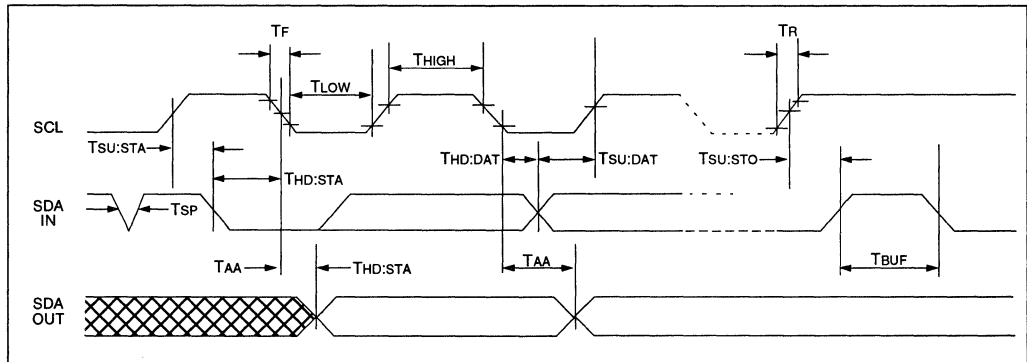 TF
TR
THIGH
TLOW
SCL
TSU:STA
THD:DAT
TSU:DAT
TSU:STO
THD:STA
SDA
IN
TSP
TAA
THD:STA
TAA
TBUF
SDA
OUT